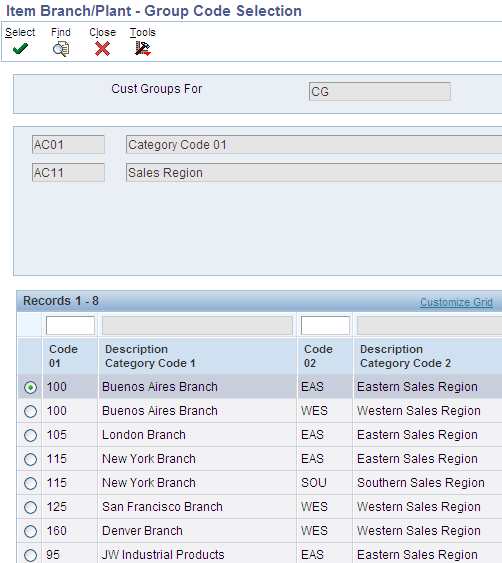 Item Branch/Plant - Group Code Selection
Select Find Close Tools
Cust Groups For CG
AC01 Category Code 01
AC11 Sales Region
Records 1 - 8 Customize Grid
Code 01 Description Category Code 1 Code 02 Description Category Code 2
100 Buenos Aires Branch EAS Eastern Sales Region
100 Buenos Aires Branch WES Western Sales Region
105 London Branch EAS Eastern Sales Region
115 New York Branch EAS Eastern Sales Region
115 New York Branch SOU Southern Sales Region
125 San Francisco Branch WES Western Sales Region
160 Denver Branch WES Western Sales Region
95 JW Industrial Products EAS Eastern Sales Region